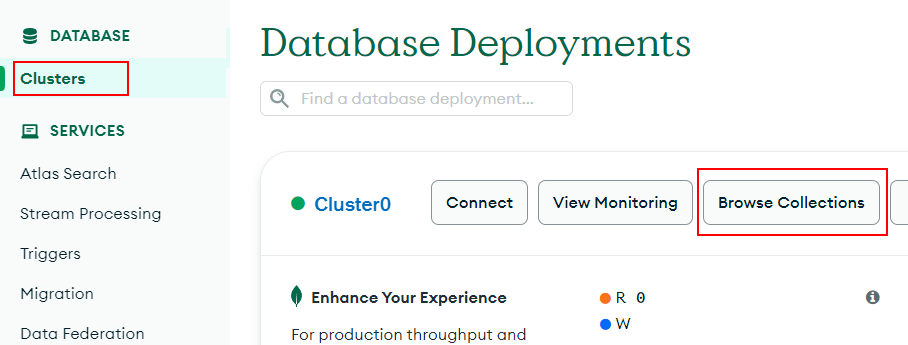 DATABASE
Clusters
SERVICES
Atlas Search
Stream Processing
Triggers
Migration
Data Federation
Database Deployments
Find a database deployment...
Cluster0
Connect
View Monitoring
Browse Collections
Enhance Your Experience
For production throughput and
R 0
W